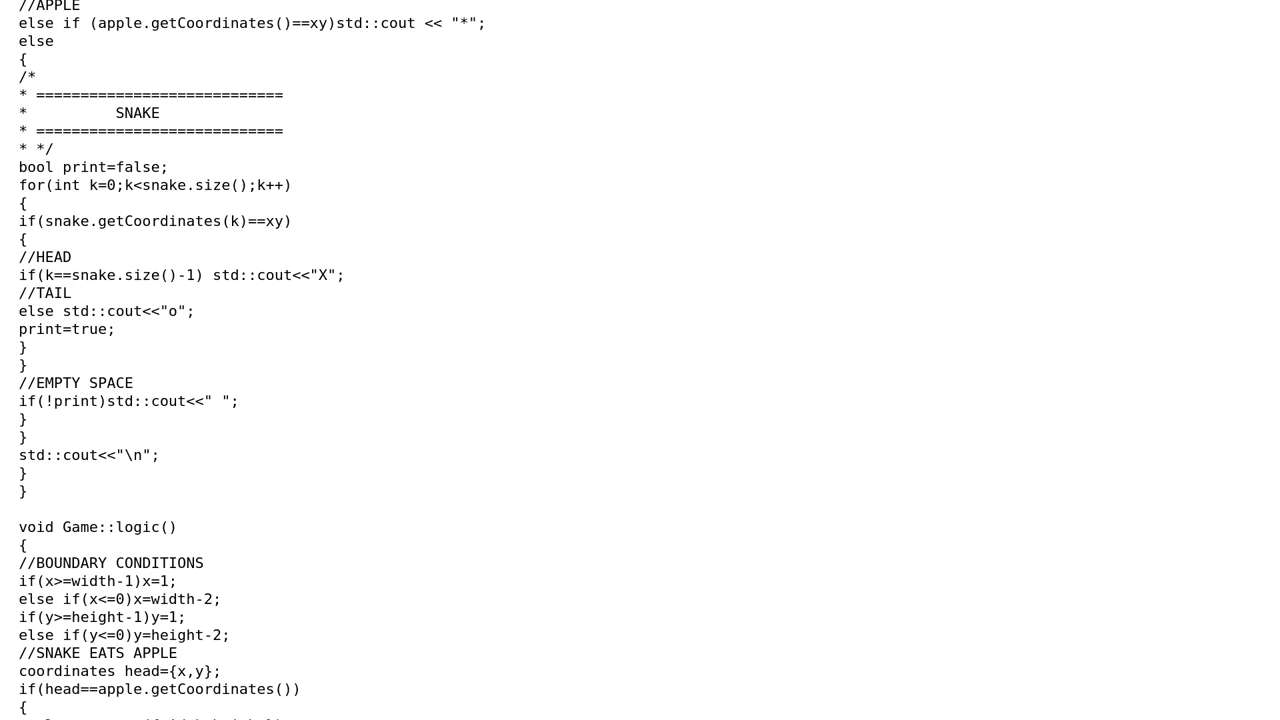 //APPLE
else if (apple.getCoordinates()==xy)std::cout << "*";
else
{
/*
* ============================
*          SNAKE
* ============================
* */
bool print=false;
for(int k=0;k<snake.size();k++)
{
if(snake.getCoordinates(k)==xy)
{
//HEAD
if(k==snake.size()-1) std::cout<<"X";
//TAIL
else std::cout<<"o";
print=true;
}
}
//EMPTY SPACE
if(!print)std::cout<<" ";
}
}
std::cout<<"\n";
}
}

void Game::logic()
{
//BOUNDARY CONDITIONS
if(x>=width-1)x=1;
else if(x<=0)x=width-2;
if(y>=height-1)y=1;
else if(y<=0)y=height-2;
//SNAKE EATS APPLE
coordinates head={x,y};
if(head==apple.getCoordinates())
{